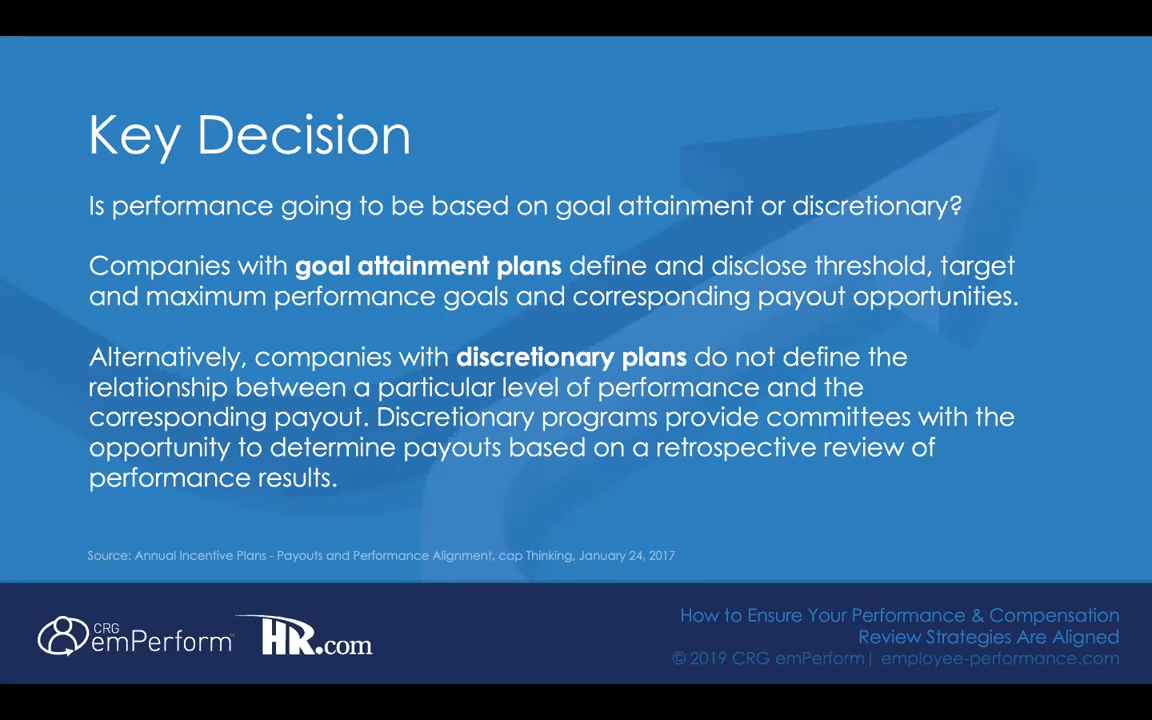 Key Decision
Is performance going to be based on goal attainment or discretionary?
Companies with goal attainment plans define and disclose threshold, target
and maximum performance goals and corresponding payout opportunities.
Alternatively, companies with discretionary plans do not define the
relationship between a particular level of performance and the
corresponding payout. Discretionary programs provide committees with the
opportunity to determine payouts based on a retrospective review of
performance results.
Source: Annual Incentive Plans - Payouts and Performance Alignment, cap Thinking, January 24, 2017
CRG
emPerform™
HR.com
How to Ensure Your Performance & Compensation
Review Strategies Are Aligned
© 2019 CRG emPerform| employee-performance.com